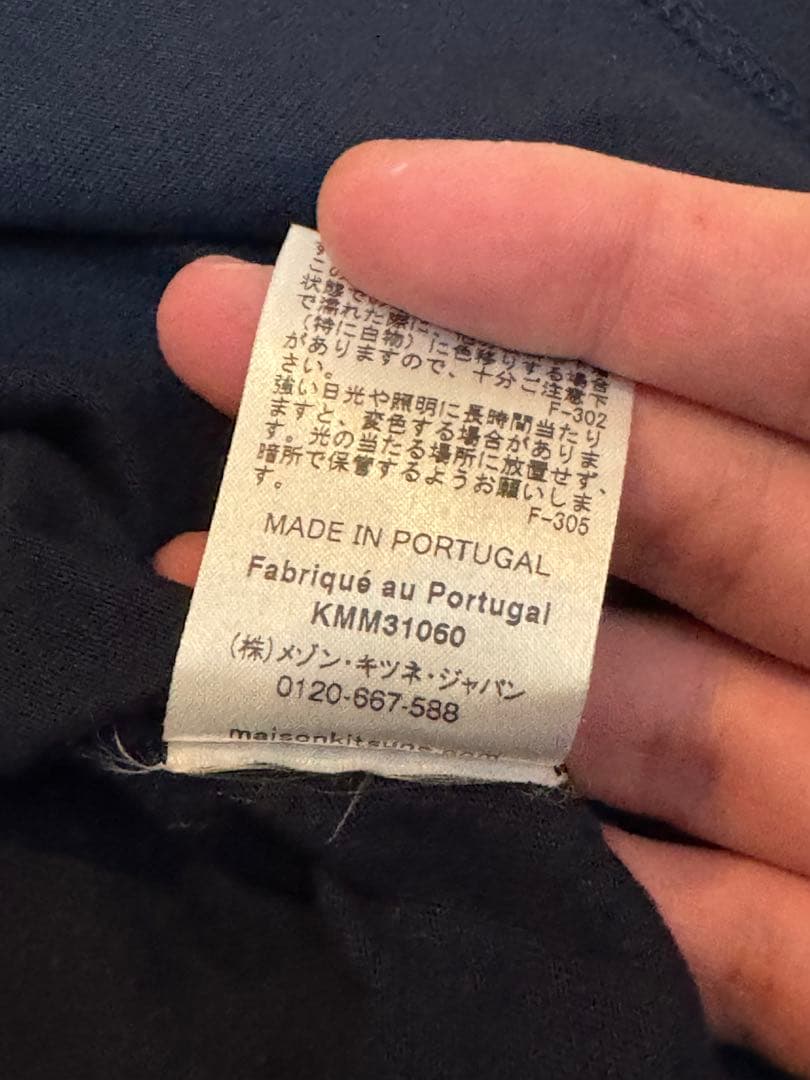 状態で
で濡れた際に、
(特に白物)に色移りする場合
がありますので、十分ご注意下
さい。
F-302
強い日光や照明に長時間当たり
ますと、変色する場合がありま
す。光の当たる場所に放置せず、
暗所で保管するようお願いしま
す。
F-305
MADE IN PORTUGAL
Fabriqué au Portugal
KMM31060
(株)メゾン・キツネ・ジャパン
0120-667-588
maisonkitsune.com